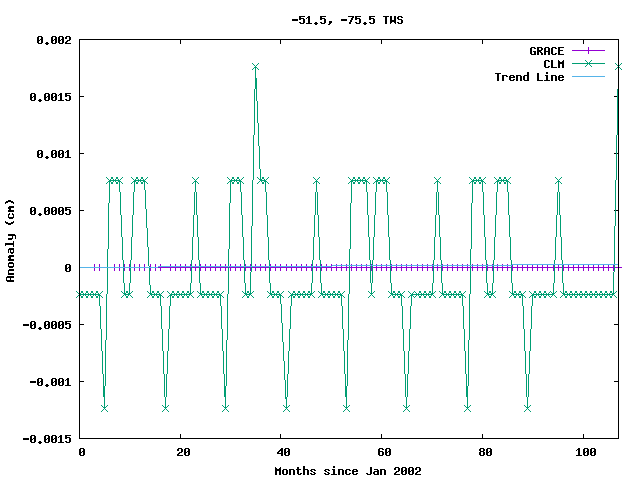 -51.5, -75.5 TWS
0.002
0.0015
0.001
0.0005
0
-0.0005
-0.001
-0.0015
Anomaly (cm)
GRACE
CLM
Trend Line
0 20 40 60 80 100
Months since Jan 2002